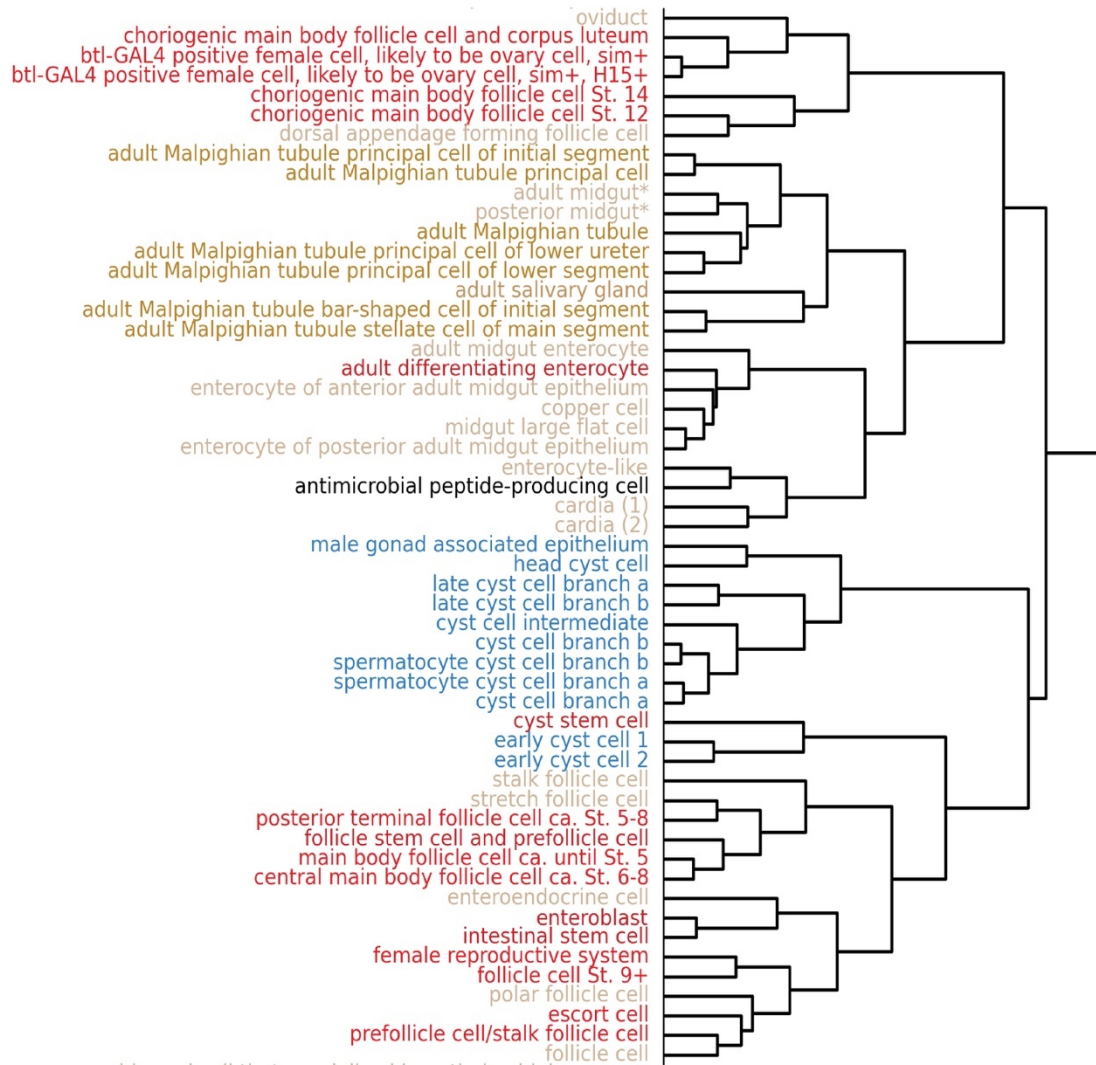 oviduct
choriogenic main body follicle cell and corpus luteum
btl-GAL4 positive female cell, likely to be ovary cell, sim+
btl-GAL4 positive female cell, likely to be ovary cell, sim+, H15+
choriogenic main body follicle cell St. 14
choriogenic main body follicle cell St. 12
dorsal appendage forming follicle cell
adult Malpighian tubule principal cell of initial segment
adult Malpighian tubule principal cell
adult midgut*
posterior midgut*
adult Malpighian tubule
adult Malpighian tubule principal cell of lower ureter
adult Malpighian tubule principal cell of lower segment
adult salivary gland
adult Malpighian tubule bar-shaped cell of initial segment
adult Malpighian tubule stellate cell of main segment
adult midgut enterocyte
adult differentiating enterocyte
enterocyte of anterior adult midgut epithelium
copper cell
midgut large flat cell
enterocyte of posterior adult midgut epithelium
enterocyte-like
antimicrobial peptide-producing cell
cardia (1)
cardia (2)
male gonad associated epithelium
head cyst cell
late cyst cell branch a
late cyst cell branch b
cyst cell intermediate
cyst cell branch b
spermatocyte cyst cell branch b
spermatocyte cyst cell branch a
cyst cell branch a
cyst stem cell
early cyst cell 1
early cyst cell 2
stalk follicle cell
stretch follicle cell
posterior terminal follicle cell ca. St. 5-8
follicle stem cell and prefollicle cell
main body follicle cell ca. until St. 5
central main body follicle cell ca. St. 6-8
enteroendocrine cell
enteroblast
intestinal stem cell
female reproductive system
follicle cell St. 9+
polar follicle cell
escort cell
prefollicle cell/stalk follicle cell
follicle cell